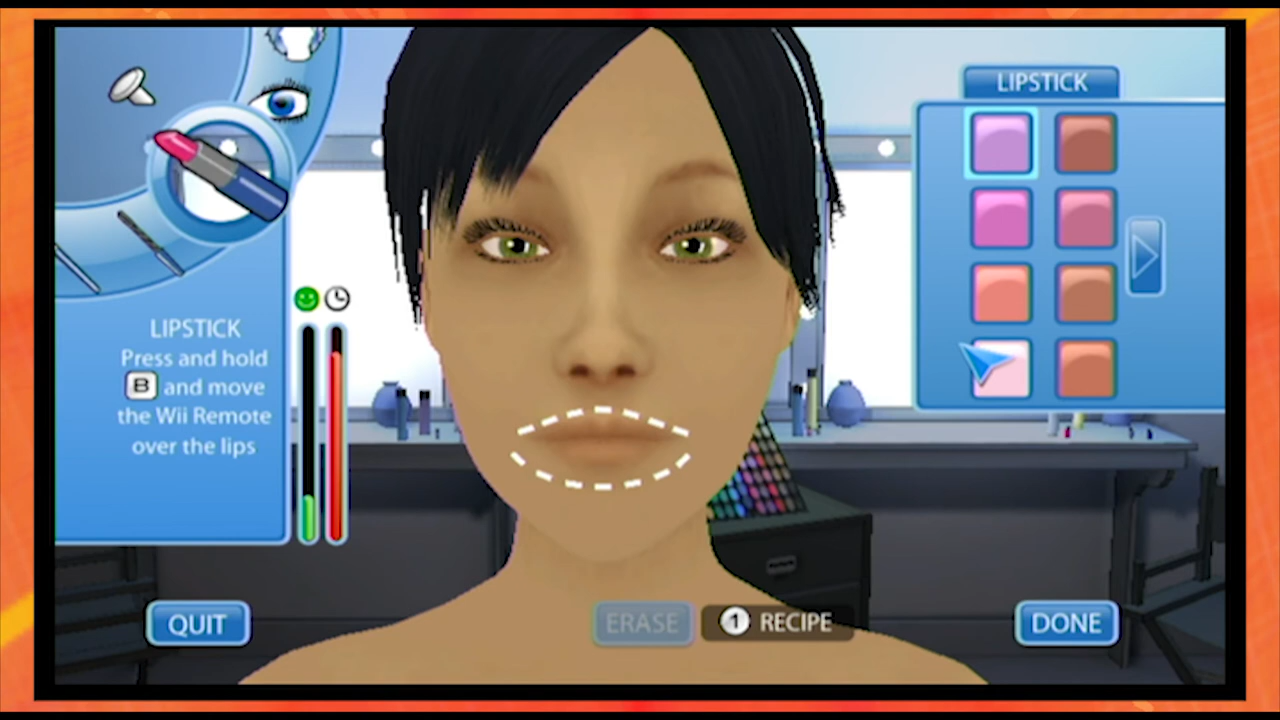 LIPSTICK
LIPSTICK
Press and hold
B and move
the Wii Remote
over the lips
QUIT
ERASE
1 RECIPE
DONE